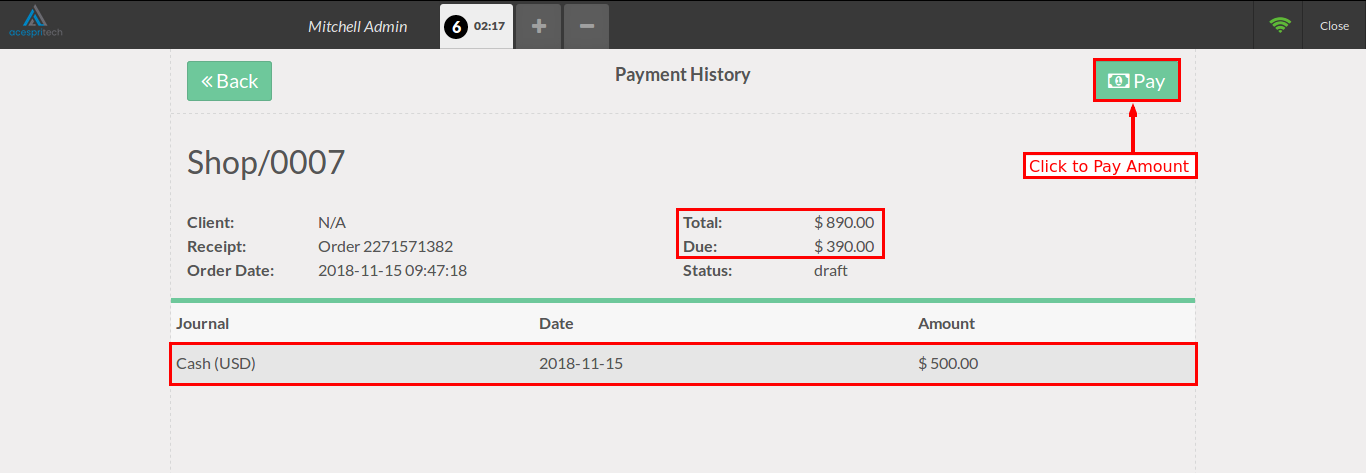 acespritech
Mitchell Admin
6 02:17
+
−
Close
Back
Payment History
Pay
Click to Pay Amount
Shop/0007
Client: N/A Total: $ 890.00
Receipt: Order 2271571382 Due: $ 390.00
Order Date: 2018-11-15 09:47:18 Status: draft
Journal Date Amount
Cash (USD) 2018-11-15 $ 500.00